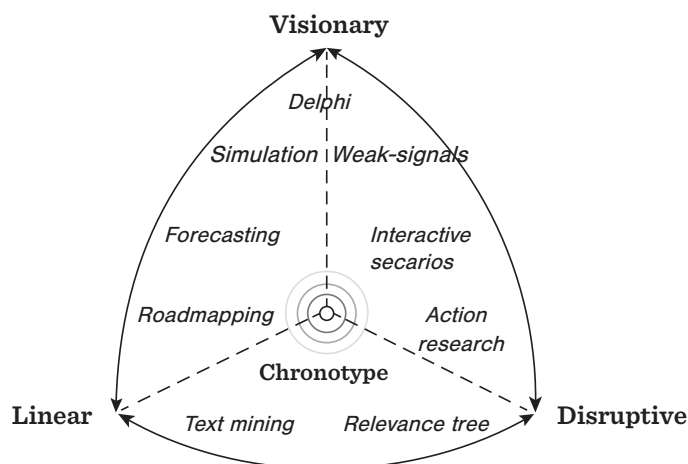 Visionary
Delphi
Simulation Weak-signals
Forecasting
Interactive
secarios
Roadmapping
Action
research
Chronotype
Linear
Text mining
Relevance tree
Disruptive